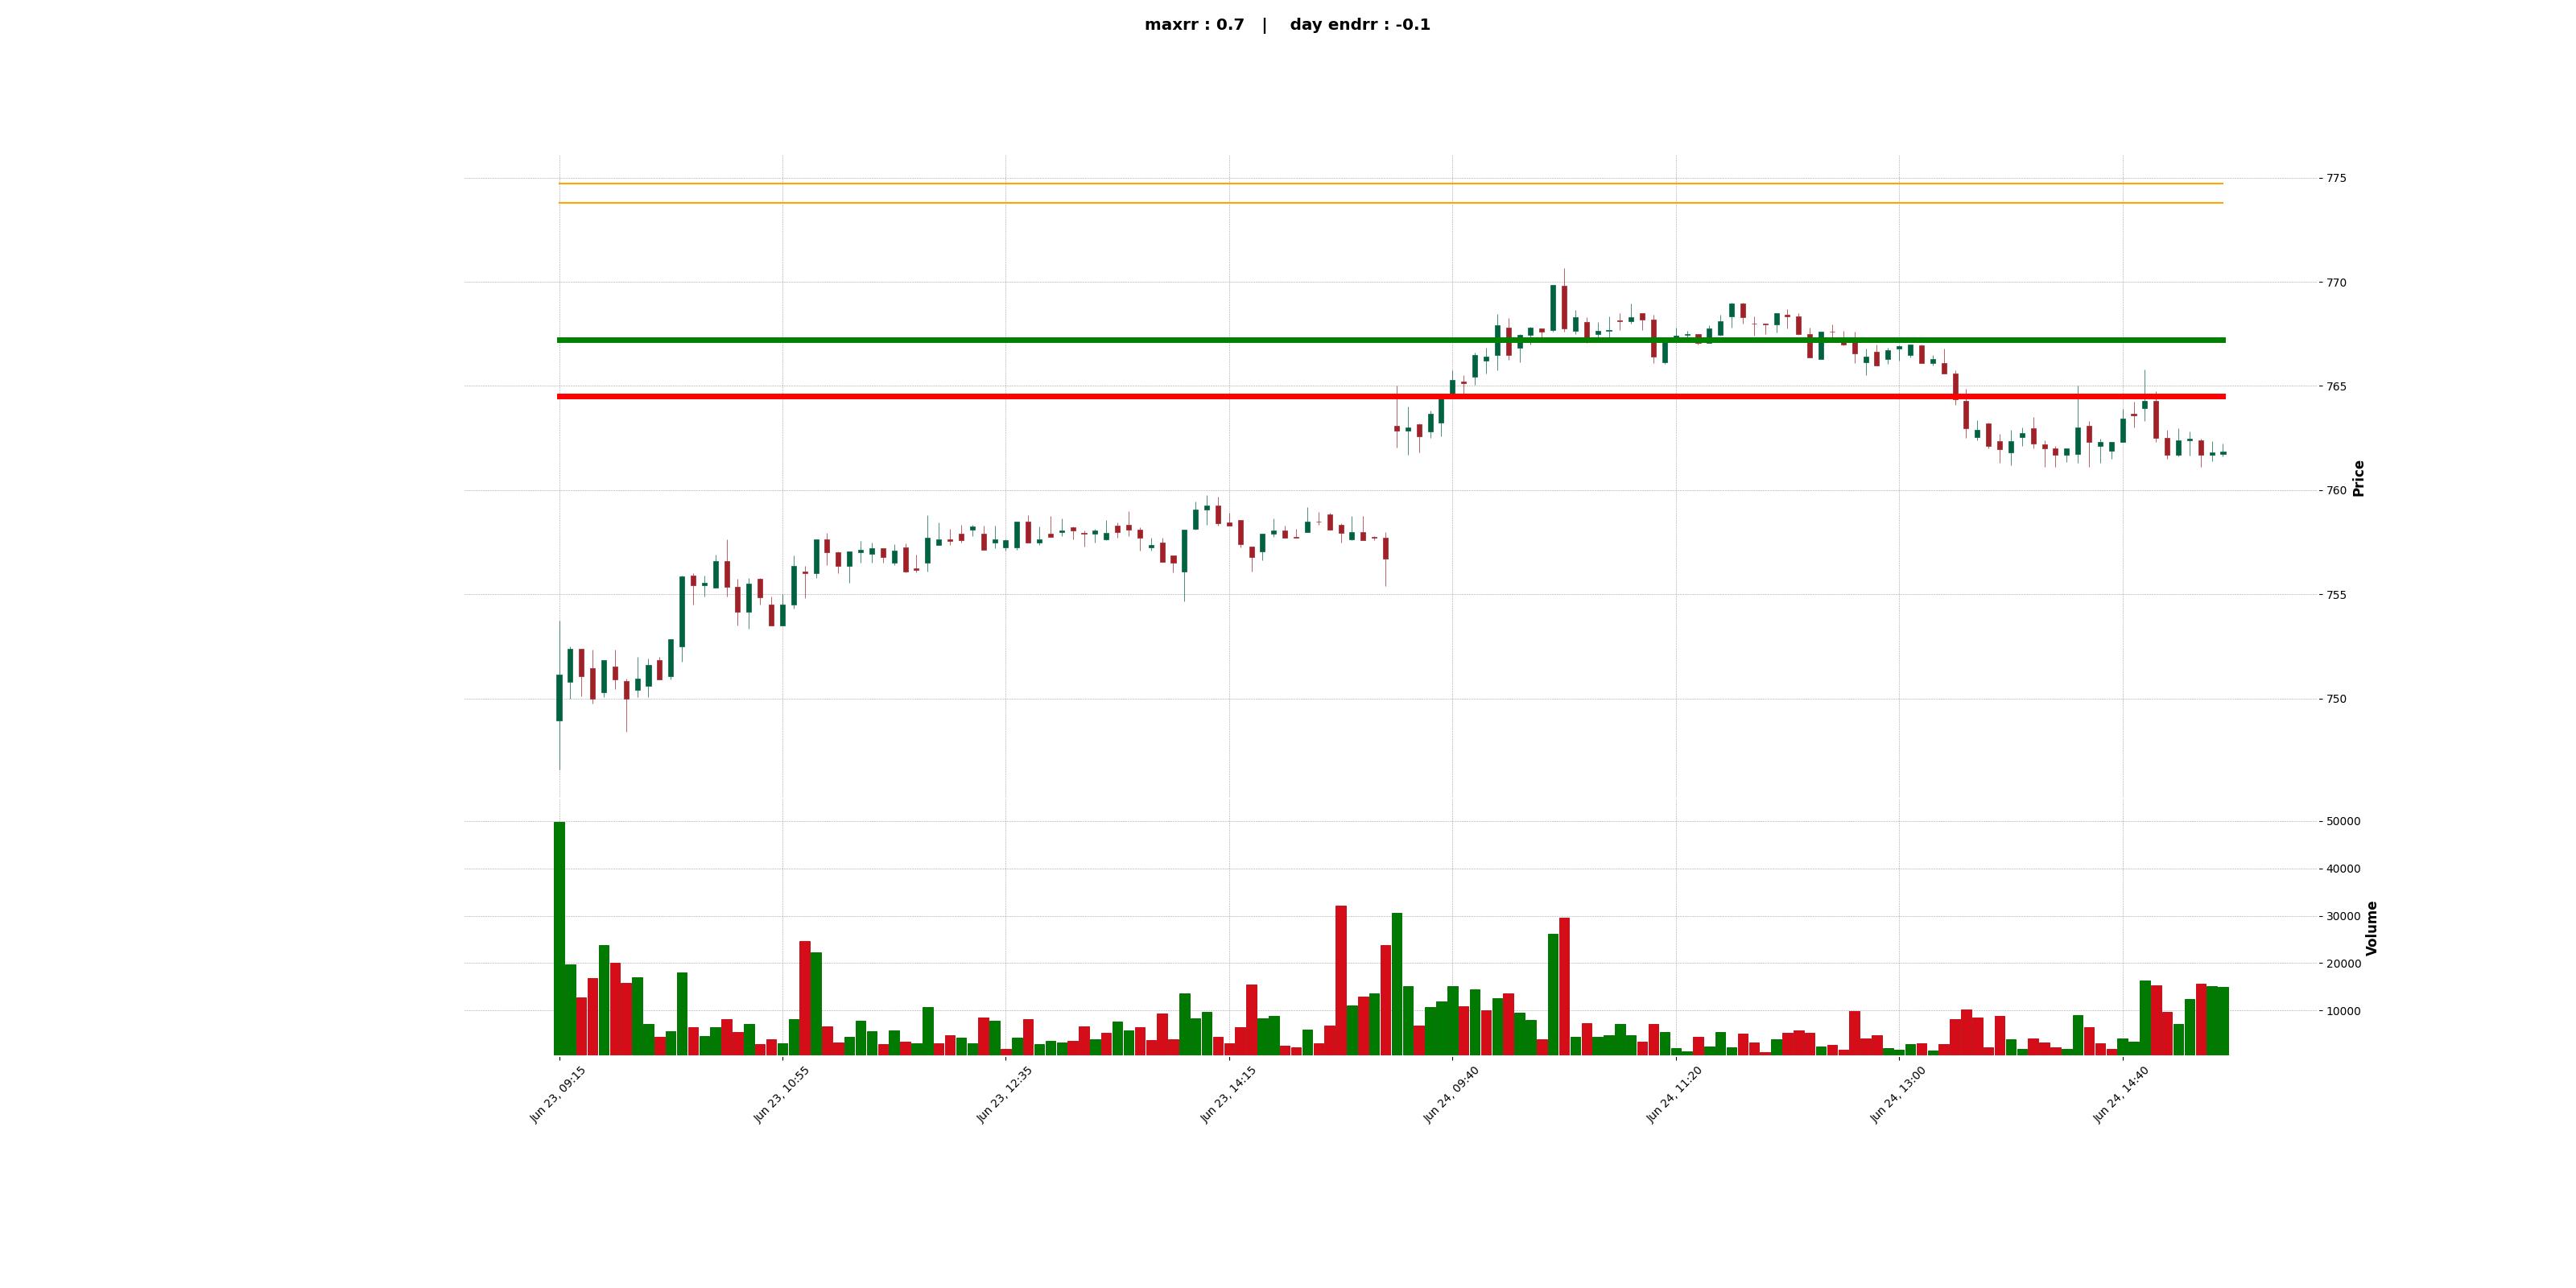 maxrr : 0.7 | day endrr : -0.1
775
770
765
760
755
750
Price
50000
40000
30000
20000
10000
Volume
Jun 23, 09:15
Jun 23, 10:55
Jun 23, 12:35
Jun 23, 14:15
Jun 24, 09:40
Jun 24, 11:20
Jun 24, 13:00
Jun 24, 14:40